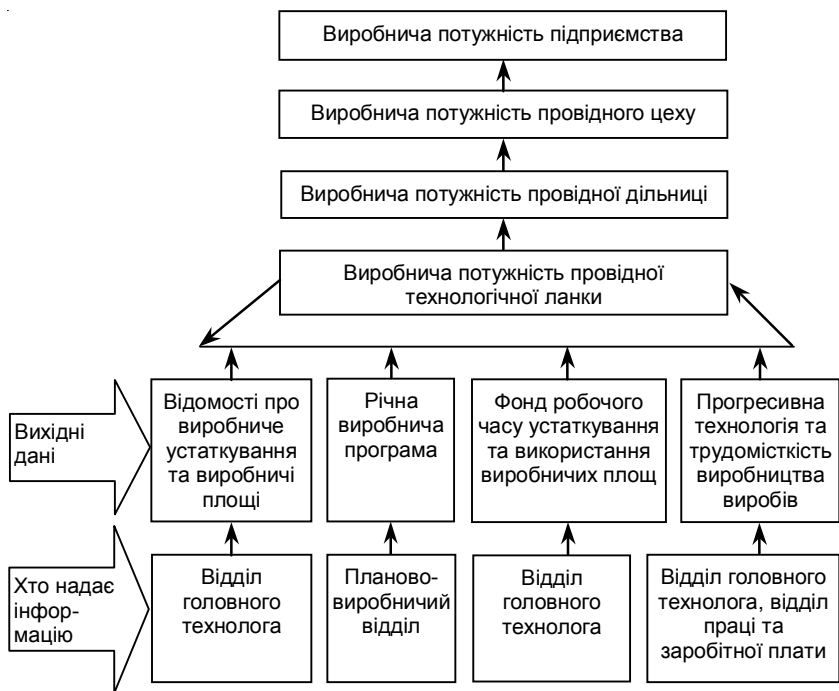 Виробнича потужність підприємства
Виробнича потужність провідного цеху
Виробнича потужність провідної дільниці
Виробнича потужність провідної
технологічної ланки
Вихідні
дані
Відомості про
виробниче
устаткування
та виробничі
площі
Річна
виробнича
програма
Фонд робочого
часу устаткування
та використання
виробничих площ
Прогресивна
технологія та
трудомісткість
виробництва
виробів
Хто надає
інфор-
мацію
Відділ
головного
технолога
Планово-
виробничий
відділ
Відділ
головного
технолога
Відділ головного
технолога, відділ
праці та
заробітної плати